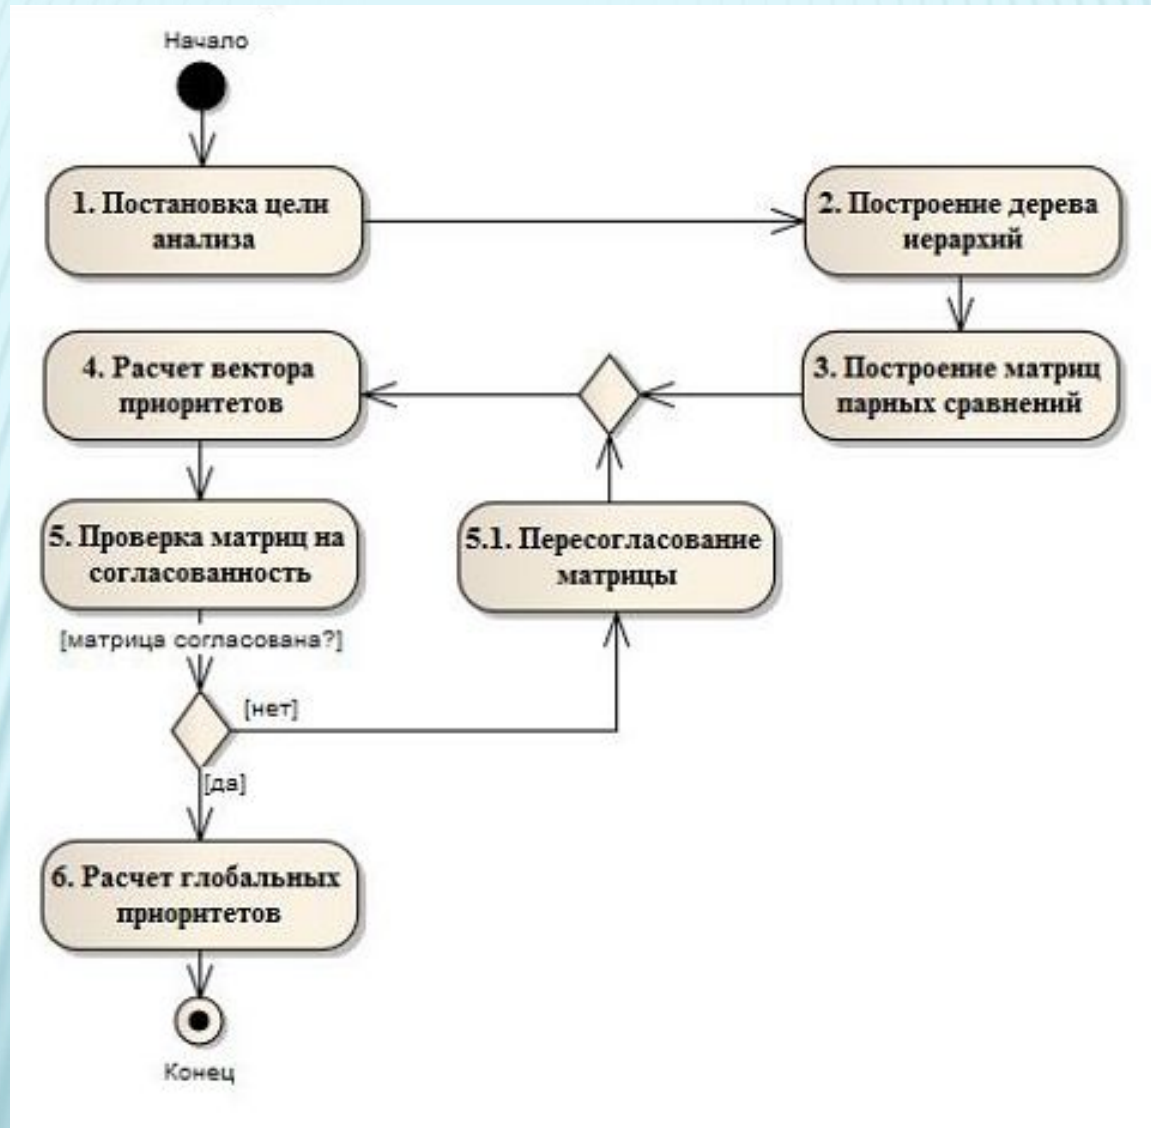 Начало
1. Постановка цели
анализа
2. Построение дерева
иерархий
3. Построение матриц
парных сравнений
4. Расчет вектора
приоритетов
5. Проверка матриц на
согласованность
5.1. Пересогласование
матрицы
[матрица согласована?]
[нет]
[да]
6. Расчет глобальных
приоритетов
Конец